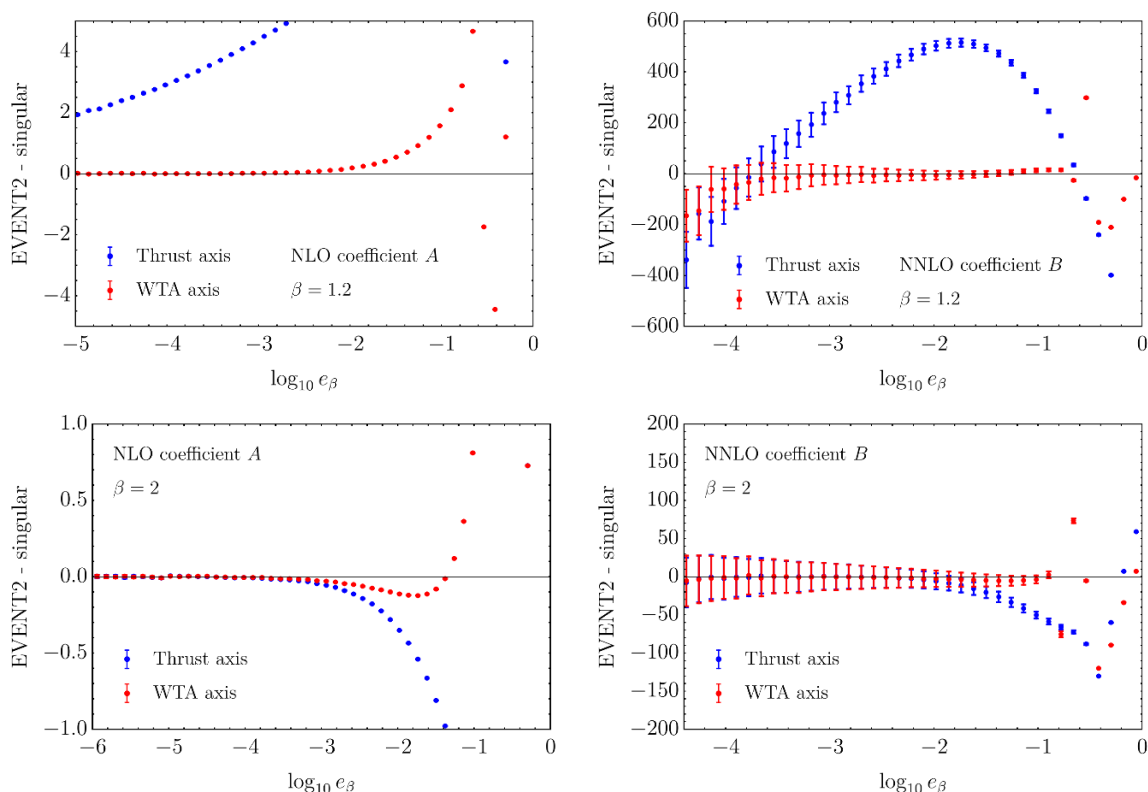 EVENT2 - singular
4
2
0
−2
−4
Thrust axis NLO coefficient A
WTA axis β = 1.2
−5 −4 −3 −2 −1 0
log10 eβ
EVENT2 - singular
600
400
200
0
−200
−400
−600
Thrust axis NNLO coefficient B
WTA axis β = 1.2
−4 −3 −2 −1 0
log10 eβ
EVENT2 - singular
1.0
0.5
0.0
−0.5
−1.0
NLO coefficient A
β = 2
Thrust axis
WTA axis
−6 −5 −4 −3 −2 −1 0
log10 eβ
EVENT2 - singular
200
150
100
50
0
−50
−100
−150
−200
NNLO coefficient B
β = 2
Thrust axis
WTA axis
−4 −3 −2 −1 0
log10 eβ